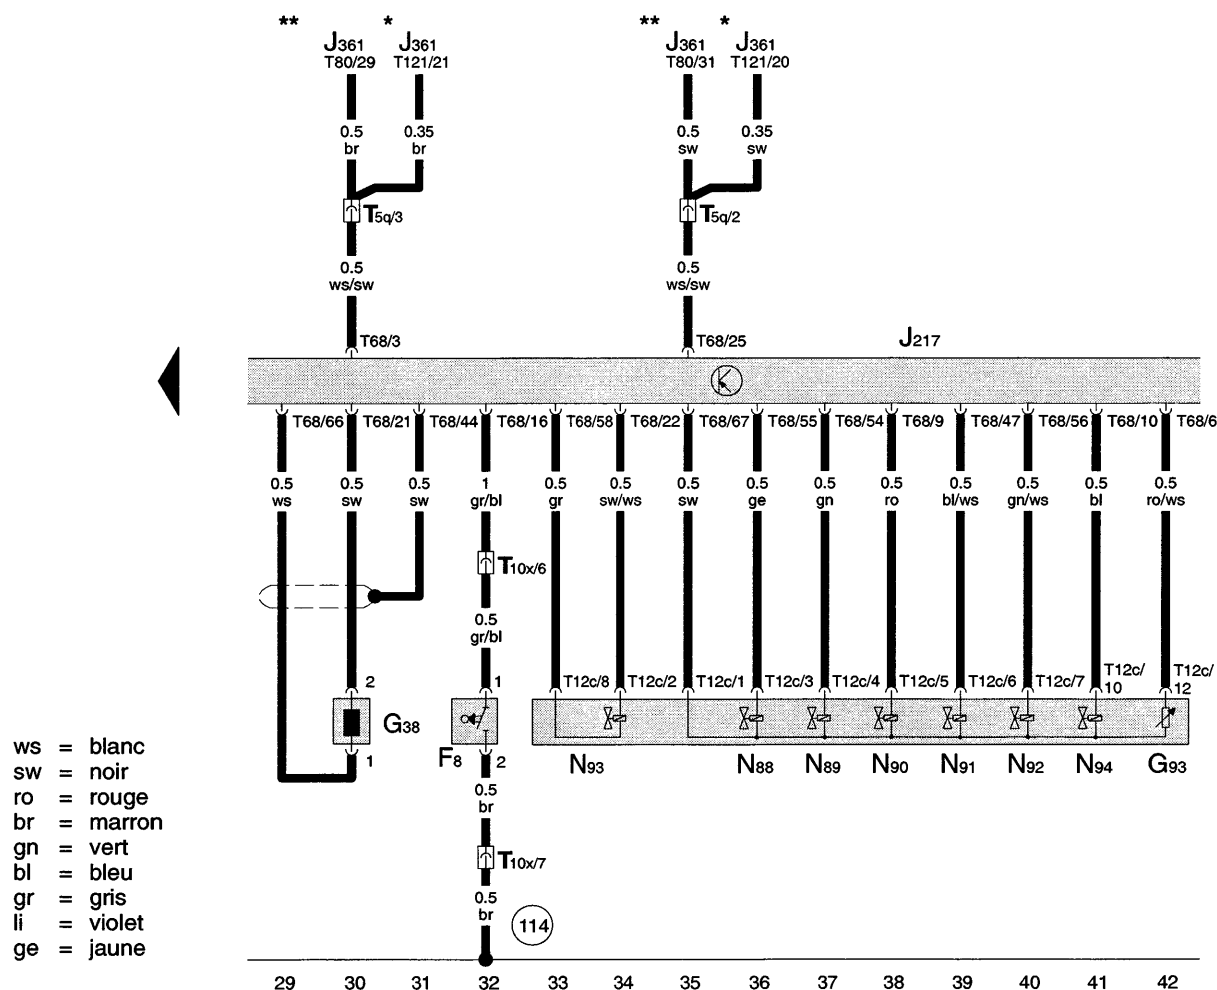 ** * ** *
J361 J361 J361 J361
T80/29 T121/21 T80/31 T121/20
0.5 0.35 0.5 0.35
br br sw sw
T5q/3 T5q/2
0.5 0.5
ws/sw ws/sw
T68/3 T68/25 J217
T68/66 T68/21 T68/44 T68/16 T68/58 T68/22 T68/67 T68/55 T68/54 T68/9 T68/47 T68/56 T68/10 T68/6
0.5 0.5 0.5 1 0.5 0.5 0.5 0.5 0.5 0.5 0.5 0.5 0.5 0.5
ws sw sw gr/bl gr sw/ws sw ge gn ro bl/ws gn/ws bl ro/ws
T10x/6
0.5
gr/bl
2 1 T12c/8 T12c/2 T12c/1 T12c/3 T12c/4 T12c/5 T12c/6 T12c/7 T12c/ T12c/
10 12
G38
1 F8 2 N93 N88 N89 N90 N91 N92 N94 G93
0.5
br
T10x/7
0.5
br
114
ws = blanc
sw = noir
ro = rouge
br = marron
gn = vert
bl = bleu
gr = gris
li = violet
ge = jaune
29 30 31 32 33 34 35 36 37 38 39 40 41 42